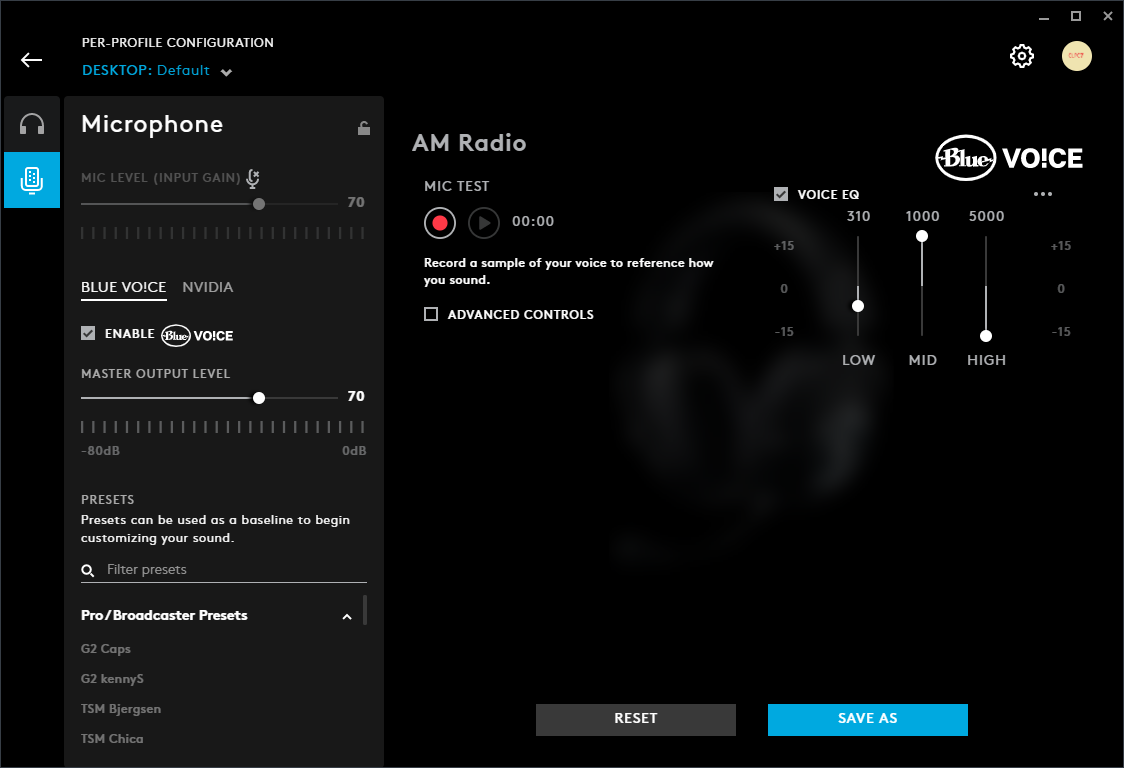 PER-PROFILE CONFIGURATION
DESKTOP: Default
Microphone
MIC LEVEL (INPUT GAIN)
70
BLUE VO!CE NVIDIA
ENABLE Blue VO!CE
MASTER OUTPUT LEVEL
70
-80dB 0dB
PRESETS
Presets can be used as a baseline to begin
customizing your sound.
Filter presets
Pro/Broadcaster Presets
G2 Caps
G2 kennyS
TSM Bjergsen
TSM Chica
AM Radio
MIC TEST
00:00
Record a sample of your voice to reference how
you sound.
ADVANCED CONTROLS
Blue VO!CE
VOICE EQ
310 1000 5000
+15 +15
0 0
-15 -15
LOW MID HIGH
RESET SAVE AS